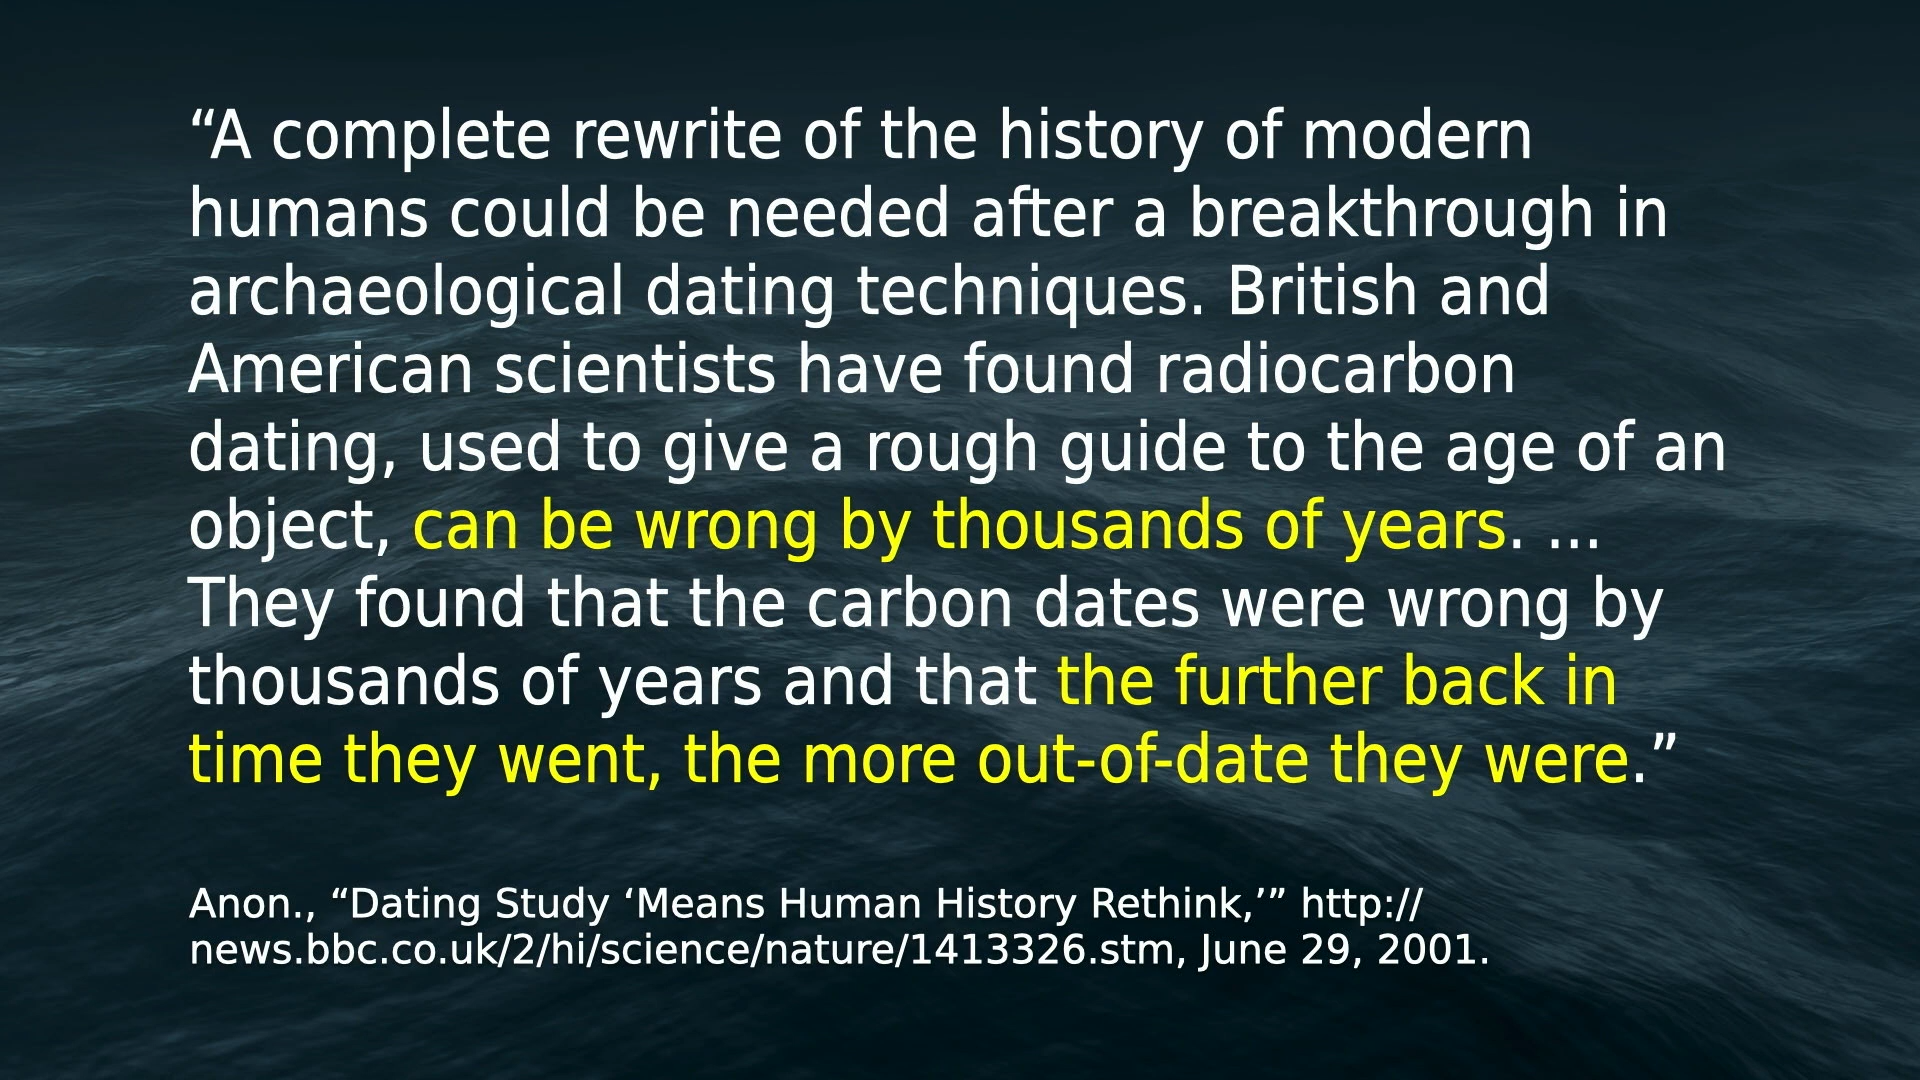 “A complete rewrite of the history of modern
humans could be needed after a breakthrough in
archaeological dating techniques. British and
American scientists have found radiocarbon
dating, used to give a rough guide to the age of an
object, can be wrong by thousands of years. ...
They found that the carbon dates were wrong by
thousands of years and that the further back in
time they went, the more out-of-date they were.”
Anon., “Dating Study ‘Means Human History Rethink,’” http://
news.bbc.co.uk/2/hi/science/nature/1413326.stm, June 29, 2001.